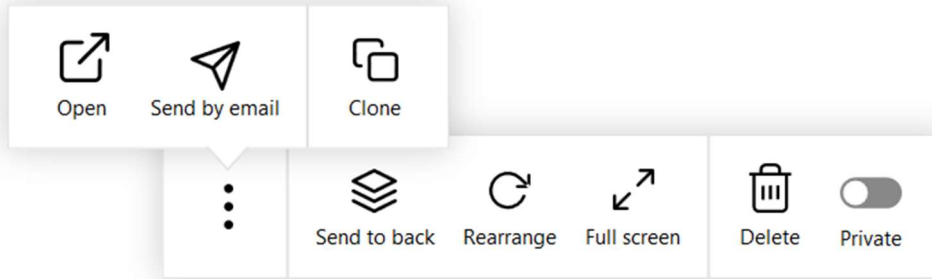 Open
Send by email
Clone
Send to back
Rearrange
Full screen
Delete
Private